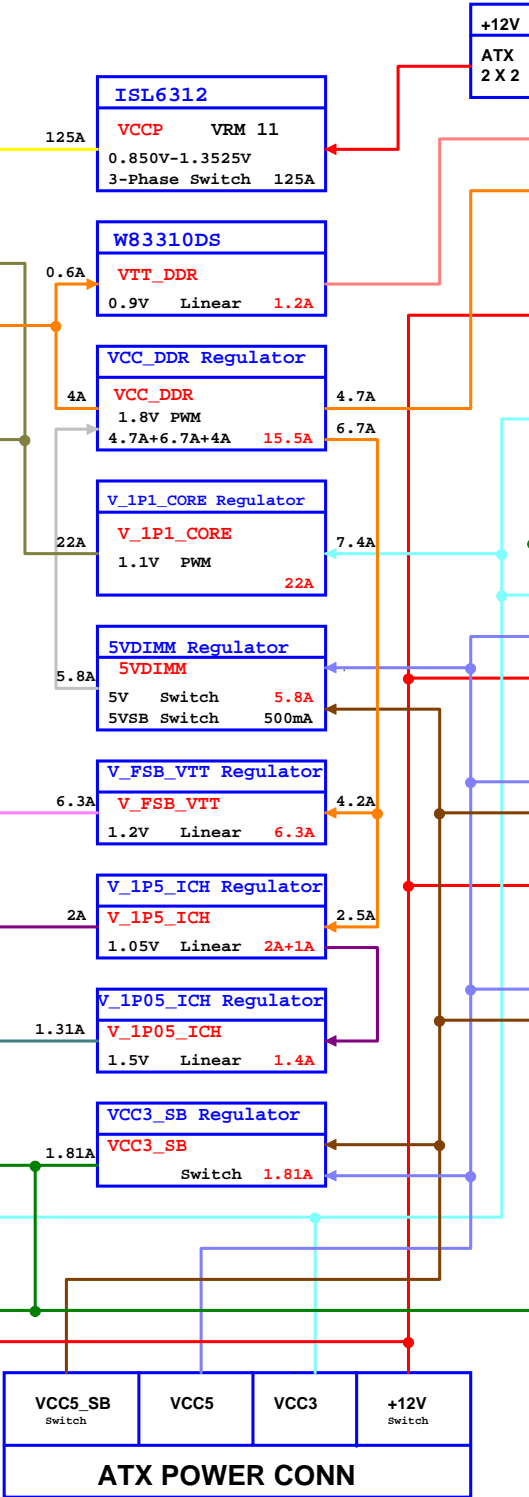 +12V
ATX
2 X 2
ISL6312
125A
VCCP VRM 11
0.850V-1.3525V
3-Phase Switch 125A
W83310DS
0.6A
VTT_DDR
0.9V Linear 1.2A
VCC_DDR Regulator
4A
VCC_DDR
4.7A
1.8V PWM
4.7A+6.7A+4A 15.5A
6.7A
V_1P1_CORE Regulator
22A
V_1P1_CORE
7.4A
1.1V PWM
22A
5VDIMM Regulator
5VDIMM
5.8A
5V Switch 5.8A
5VSB Switch 500mA
V_FSB_VTT Regulator
6.3A
V_FSB_VTT
4.2A
1.2V Linear 6.3A
V_1P5_ICH Regulator
2A
V_1P5_ICH
2.5A
1.05V Linear 2A+1A
V_1P05_ICH Regulator
1.31A
V_1P05_ICH
1.5V Linear 1.4A
VCC3_SB Regulator
1.81A
VCC3_SB
Switch 1.81A
VCC5_SB
Switch
VCC5
VCC3
+12V
Switch
ATX POWER CONN